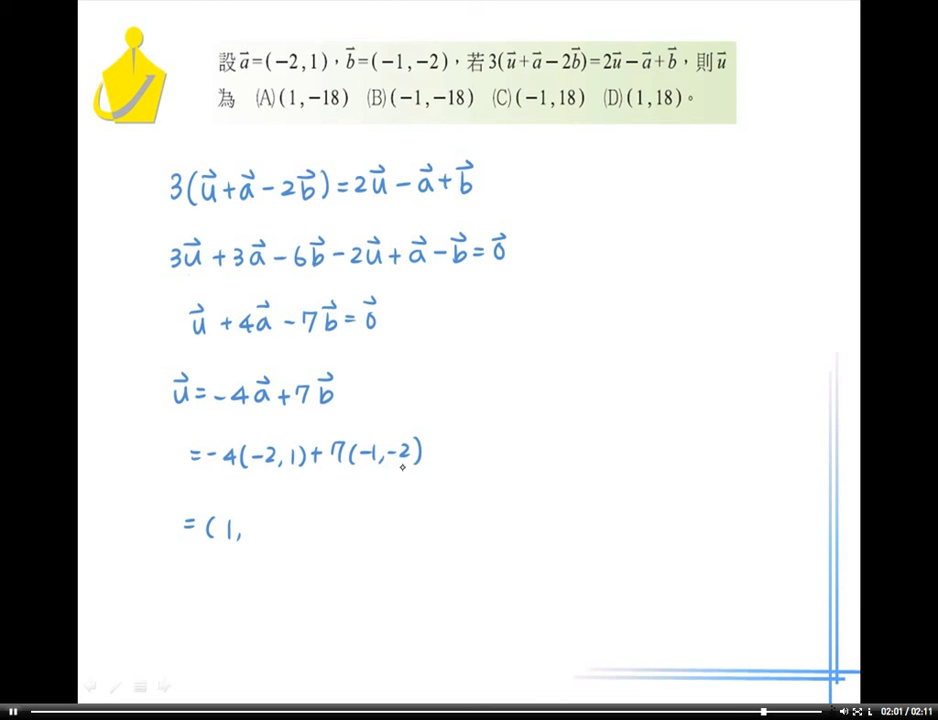 設a⃗=(−2,1)，b⃗=(−1,−2)，若3(u⃗+a⃗−2b⃗)=2u⃗−a⃗+b⃗，則u⃗
為 (A)(1,−18) (B)(−1,−18) (C)(−1,18) (D)(1,18)。
3(u⃗+a⃗−2b⃗)=2u⃗−a⃗+b⃗
3u⃗+3a⃗−6b⃗−2u⃗+a⃗−b⃗=0⃗
u⃗+4a⃗−7b⃗=0⃗
u⃗=−4a⃗+7b⃗
=−4(−2,1)+7(−1,−2)
=(1,
02:01 / 02:11